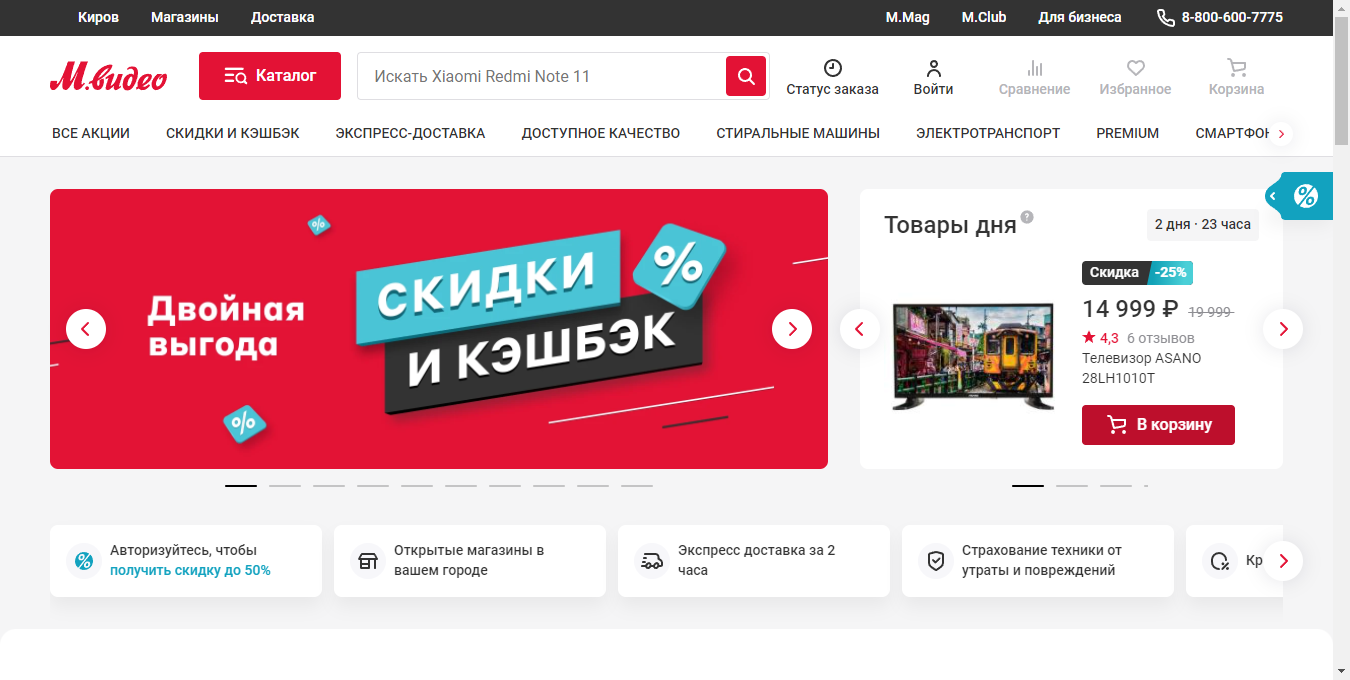 Киров Магазины Доставка M.Mag M.Club Для бизнеса 8-800-600-7775
М.видео Каталог Искать Xiaomi Redmi Note 11 Статус заказа Войти Сравнение Избранное Корзина
ВСЕ АКЦИИ СКИДКИ И КЭШБЭК ЭКСПРЕСС-ДОСТАВКА ДОСТУПНОЕ КАЧЕСТВО СТИРАЛЬНЫЕ МАШИНЫ ЭЛЕКТРОТРАНСПОРТ PREMIUM СМАРТФОН
Двойная
выгода
СКИДКИ %
И КЭШБЭК
%
%
%
Товары дня ? 2 дня · 23 часа
Скидка -25%
14 999 ₽ 19 999
4,3 6 отзывов
Телевизор ASANO
28LH1010T
В корзину
Авторизуйтесь, чтобы
получить скидку до 50%
Открытые магазины в
вашем городе
Экспресс доставка за 2
часа
Страхование техники от
утраты и повреждений
Кр